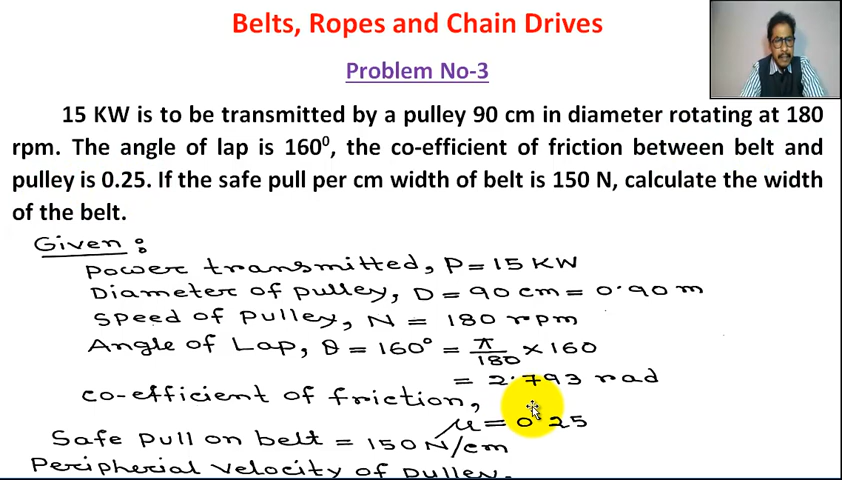 Belts, Ropes and Chain Drives
Problem No-3
15 KW is to be transmitted by a pulley 90 cm in diameter rotating at 180
rpm. The angle of lap is 160⁰, the co-efficient of friction between belt and
pulley is 0.25. If the safe pull per cm width of belt is 150 N, calculate the width
of the belt.
Given :
Power transmitted, P = 15 KW
Diameter of pulley, D = 90 cm = 0.90 m
Speed of pulley, N = 180 rpm
Angle of Lap, θ = 160° = π/180 × 160
= 2.793 rad
co-efficient of friction,
μ = 0.25
Safe pull on belt = 150 N/cm
Peripherial velocity of pulley,